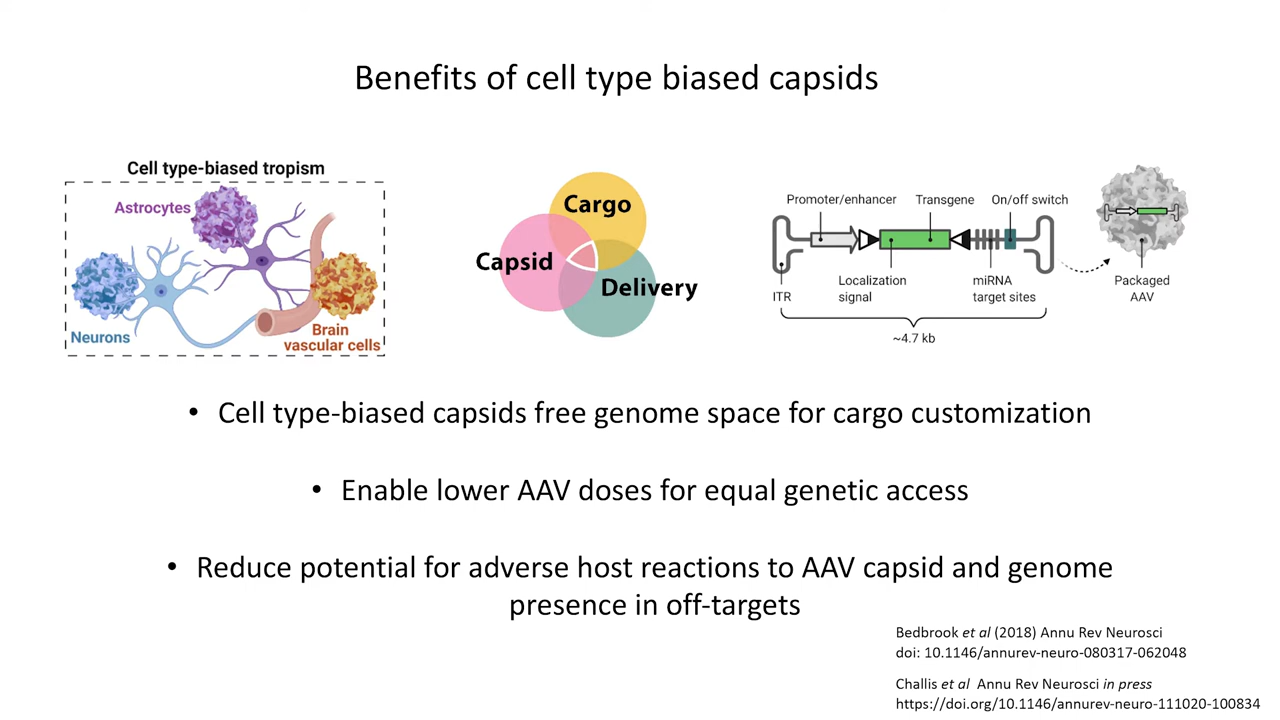 Benefits of cell type biased capsids
Cell type-biased tropism
Astrocytes
Neurons
Brain
vascular cells
Cargo
Capsid
Delivery
Promoter/enhancer
Transgene
On/off switch
ITR
Localization
signal
miRNA
target sites
~4.7 kb
Packaged
AAV
• Cell type-biased capsids free genome space for cargo customization
• Enable lower AAV doses for equal genetic access
• Reduce potential for adverse host reactions to AAV capsid and genome
presence in off-targets
Bedbrook et al (2018) Annu Rev Neurosci
doi: 10.1146/annurev-neuro-080317-062048
Challis et al Annu Rev Neurosci in press
https://doi.org/10.1146/annurev-neuro-111020-100834